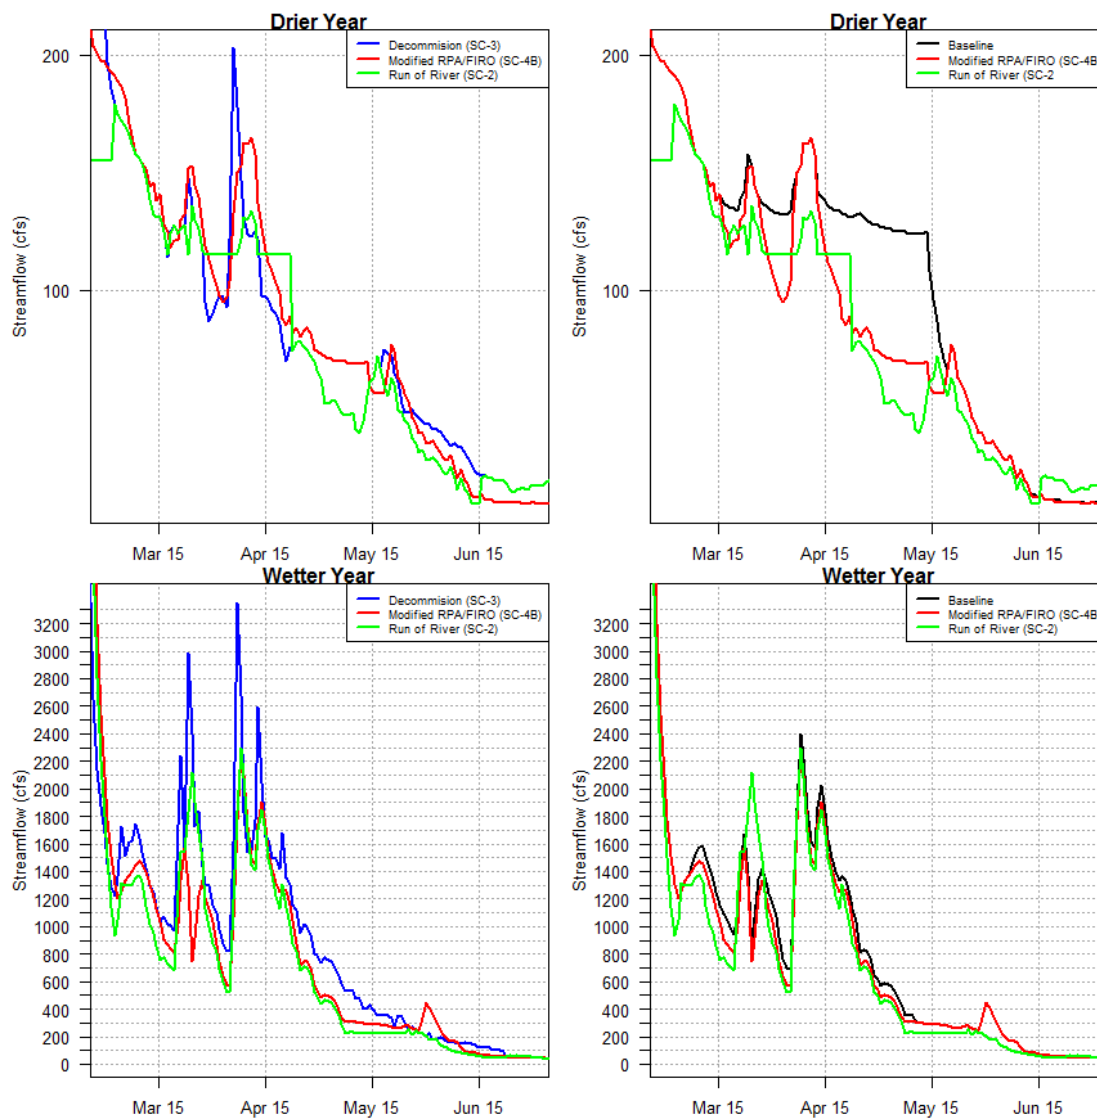 Drier Year
Decommision (SC-3)
Modified RPA/FIRO (SC-4B)
Run of River (SC-2)
200
100
Streamflow (cfs)
Mar 15 Apr 15 May 15 Jun 15
Drier Year
Baseline
Modified RPA/FIRO (SC-4B)
Run of River (SC-2
200
100
Streamflow (cfs)
Mar 15 Apr 15 May 15 Jun 15
Wetter Year
Decommision (SC-3)
Modified RPA/FIRO (SC-4B)
Run of River (SC-2)
3200
3000
2800
2600
2400
2200
2000
1800
1600
1400
1200
1000
800
600
400
200
0
Streamflow (cfs)
Mar 15 Apr 15 May 15 Jun 15
Wetter Year
Baseline
Modified RPA/FIRO (SC-4B)
Run of River (SC-2)
3200
3000
2800
2600
2400
2200
2000
1800
1600
1400
1200
1000
800
600
400
200
0
Streamflow (cfs)
Mar 15 Apr 15 May 15 Jun 15